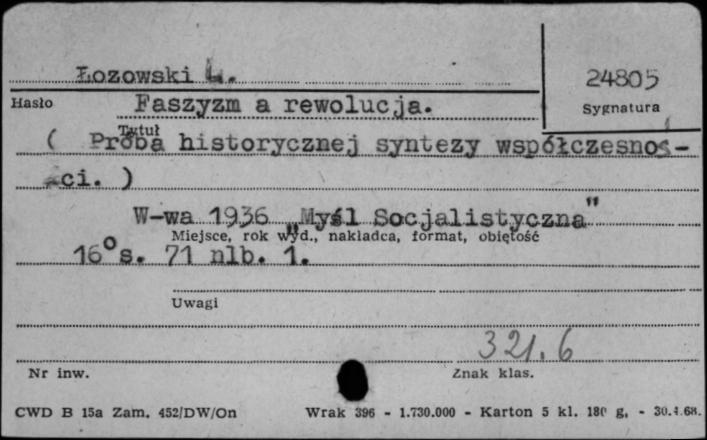 Łozowski L.
24805
Hasło
Sygnatura
Faszyzm a rewolucja.
Tytuł
( Próba historycznej syntezy współczesnoś-
ci. )
W-wa 1936 "Myśl Socjalistyczna"
Miejsce, rok wyd., nakładca, format, objętość
16° s. 71 nlb. 1.
Uwagi
321.6
Nr inw.
Znak klas.
CWD B 15a Zam. 452/DW/On
Wrak 396 - 1.730.000 - Karton 5 kl. 180 g. - 30.4.68.